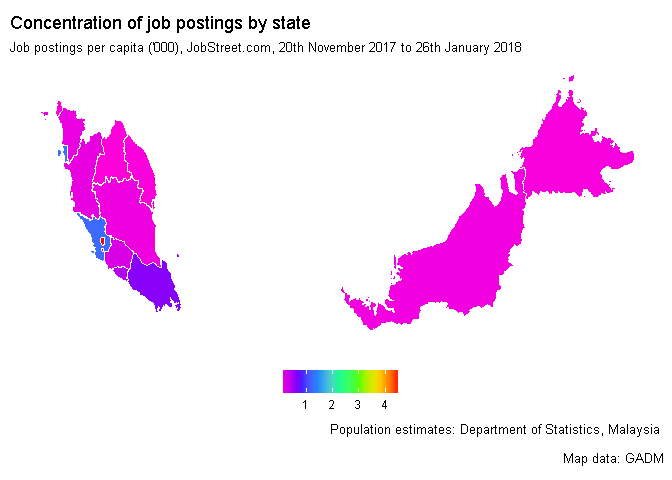 Concentration of job postings by state
Job postings per capita ('000), JobStreet.com, 20th November 2017 to 26th January 2018
1 2 3 4
Population estimates: Department of Statistics, Malaysia
Map data: GADM